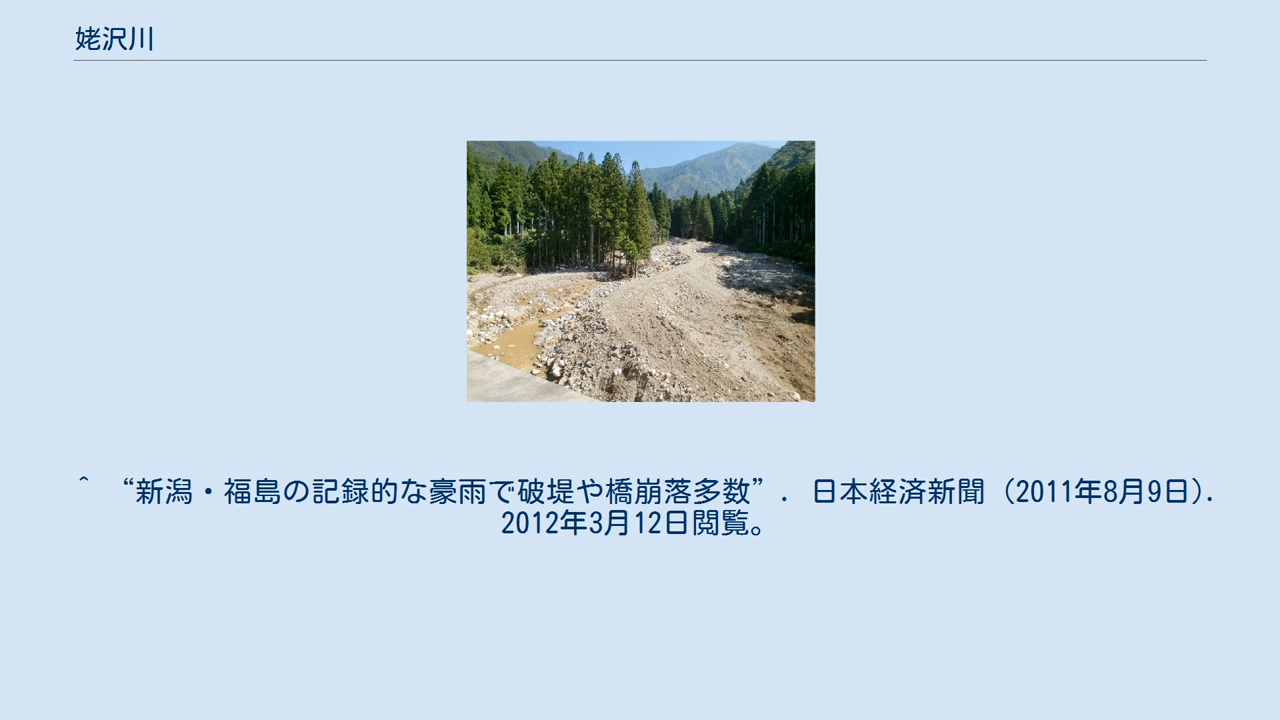 姥沢川
^ “新潟・福島の記録的な豪雨で破堤や橋崩落多数”. 日本経済新聞 (2011年8月9日).
2012年3月12日閲覧。